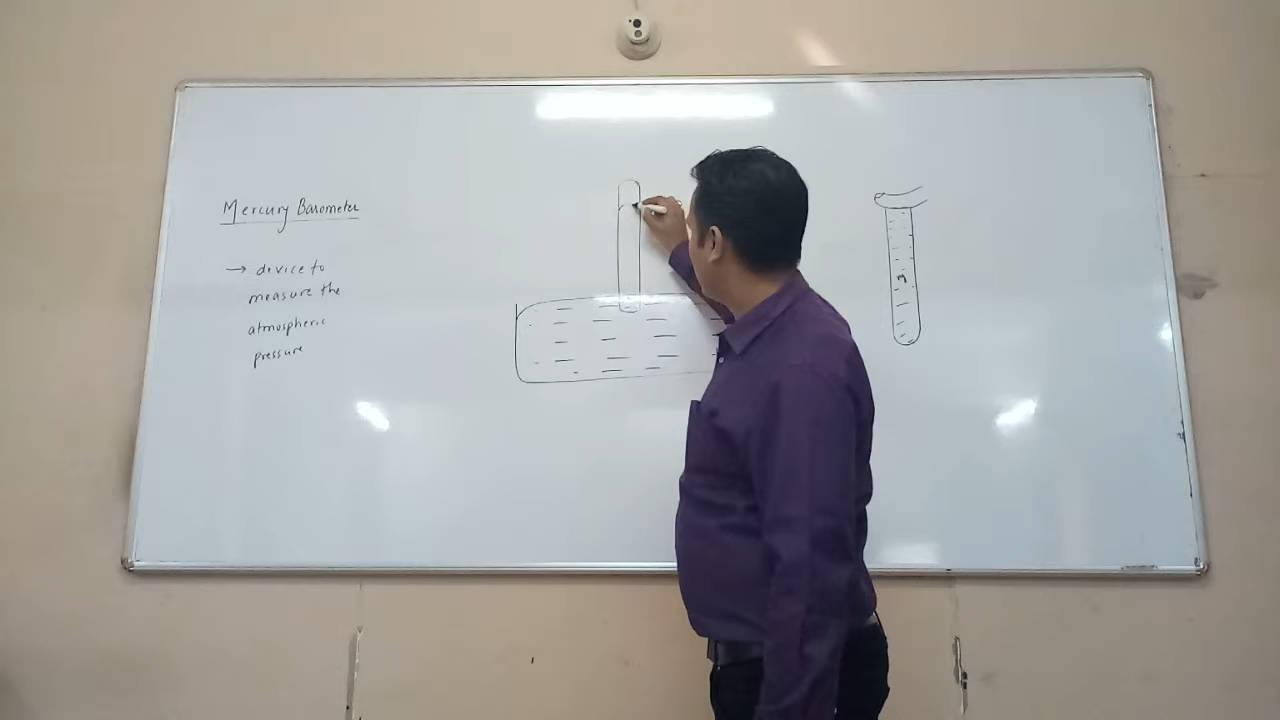 Mercury Barometer
→ device to
measure the
atmospheric
pressure